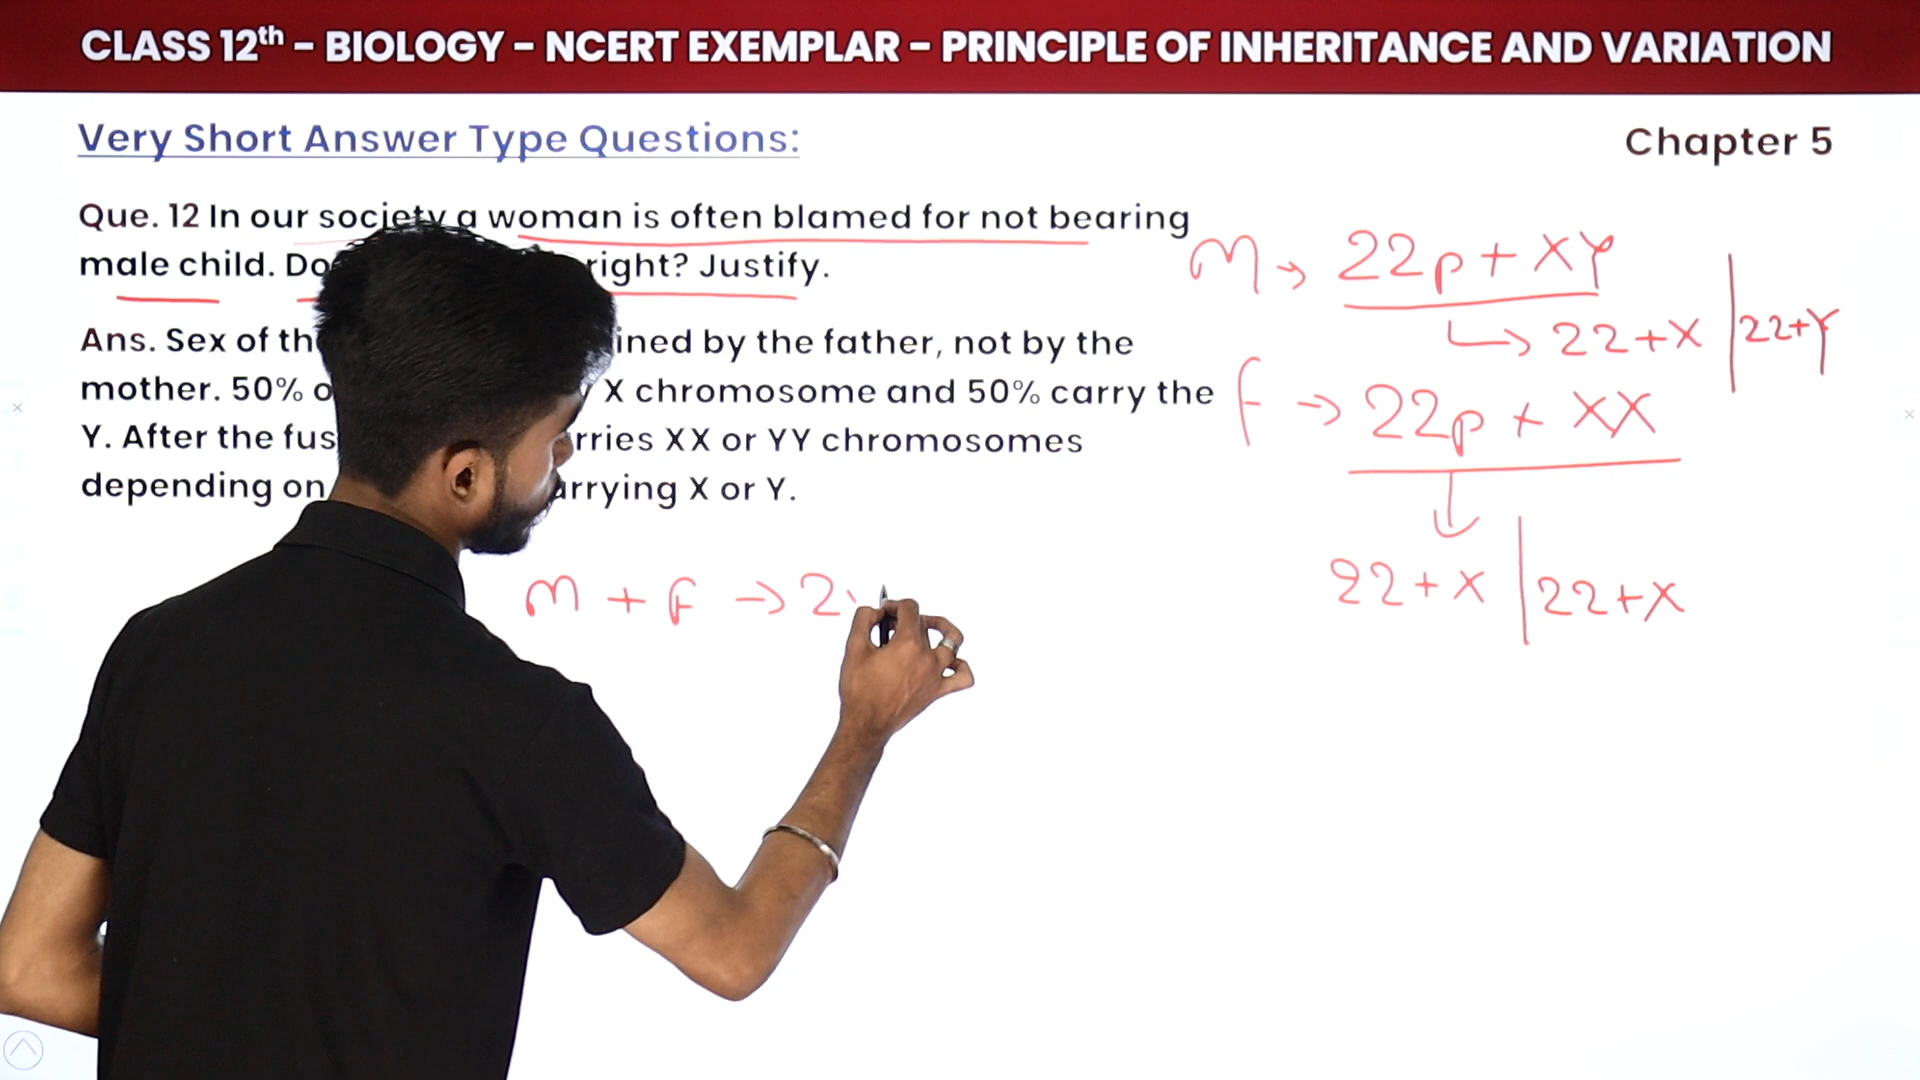 CLASS 12th – BIOLOGY – NCERT EXEMPLAR – PRINCIPLE OF INHERITANCE AND VARIATION
Very Short Answer Type Questions:
Chapter 5
Que. 12 In our society a woman is often blamed for not bearing
male child. Do right? Justify.
Ans. Sex of ined by the father, not by the
mother. 50% X chromosome and 50% carry the
Y. After the rries XX or YY chromosomes
depending on arrying X or Y.
M → 22p + XY
↳ 22+X | 22+Y
F → 22p + XX
↓
22+X | 22+X
M + F → 2